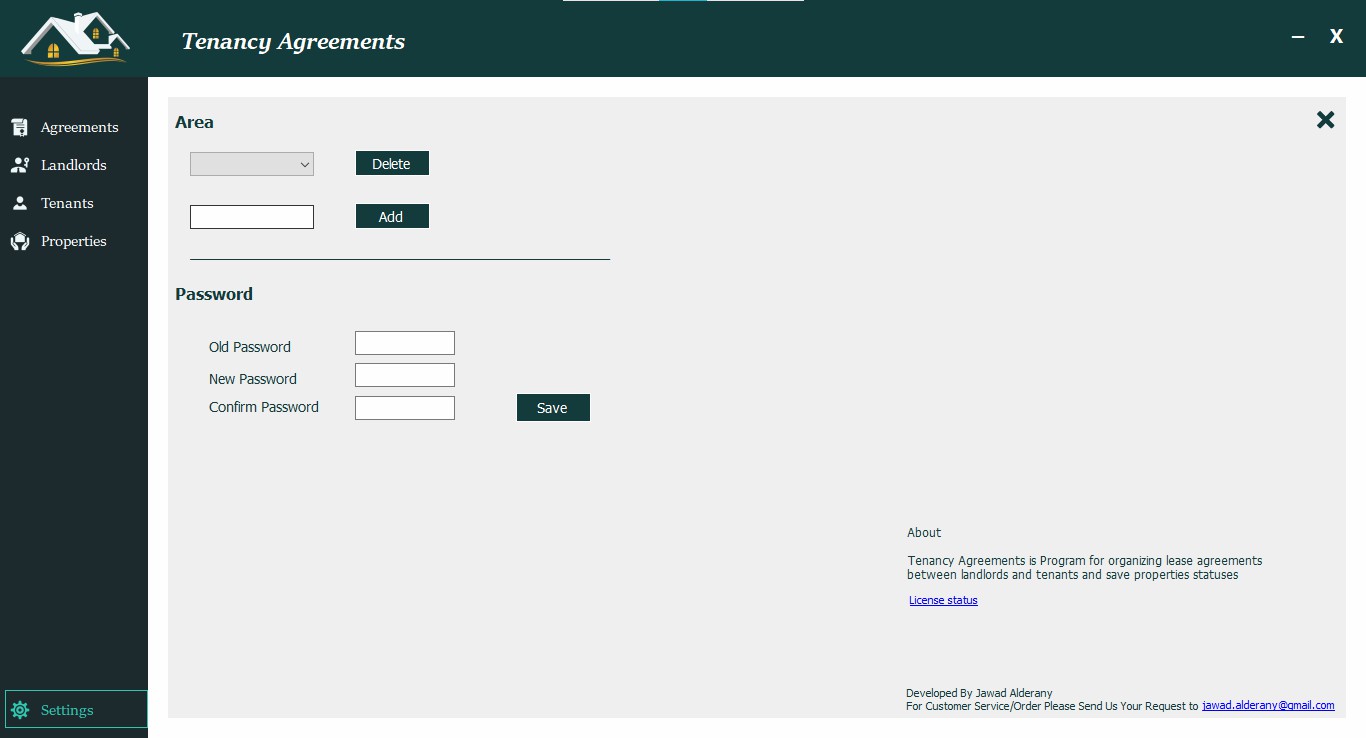 Tenancy Agreements
X
Agreements
Landlords
Tenants
Properties
Settings
Area
Delete
Add
Password
Old Password
New Password
Confirm Password
Save
About
Tenancy Agreements is Program for organizing lease agreements
between landlords and tenants and save properties statuses
License status
Developed By Jawad Alderany
For Customer Service/Order Please Send Us Your Request to jawad.alderany@gmail.com